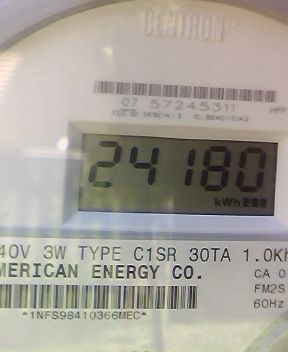 CENTRON
07 57245311
24180
kWh
40V 3W TYPE C1SR 30TA 1.0Kh
MERICAN ENERGY CO.
CA 0
FM2S
60Hz
*1NFS98410366MEC*